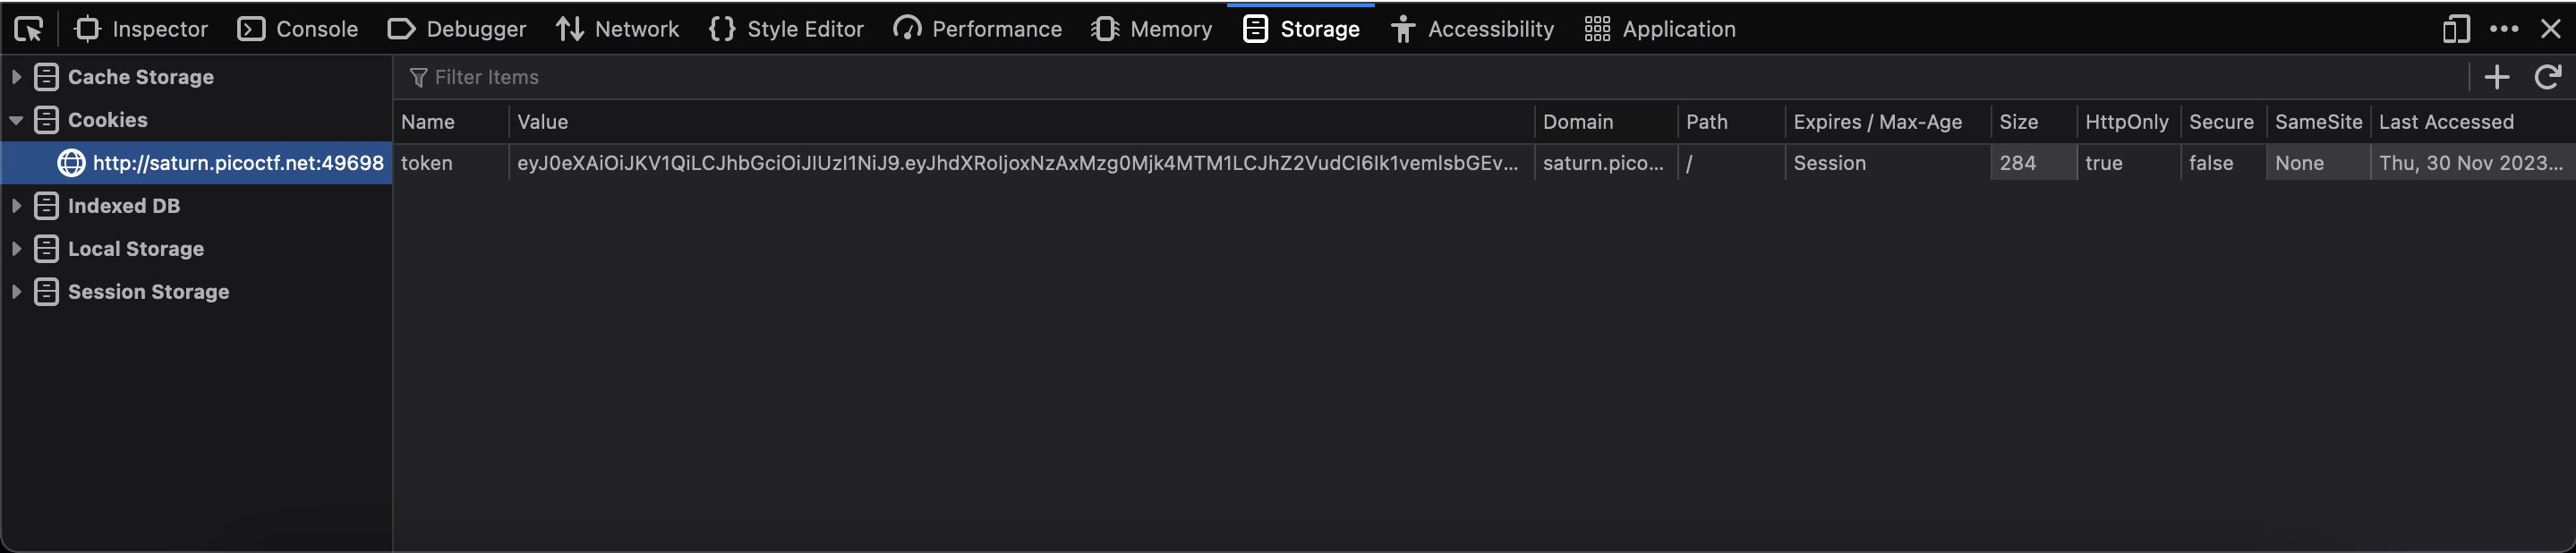 Inspector Console Debugger Network Style Editor Performance Memory Storage Accessibility Application
Cache Storage
Filter Items
Cookies
Name Value Domain Path Expires / Max-Age Size HttpOnly Secure SameSite Last Accessed
http://saturn.picoctf.net:49698
token eyJ0eXAiOiJKV1QiLCJhbGciOiJIUzI1NiJ9.eyJhdXRoIjoxNzAxMzg0Mjk4MTM1LCJhZ2VudCI6Ik1vemlsbGEv... saturn.pico... / Session 284 true false None Thu, 30 Nov 2023...
Indexed DB
Local Storage
Session Storage